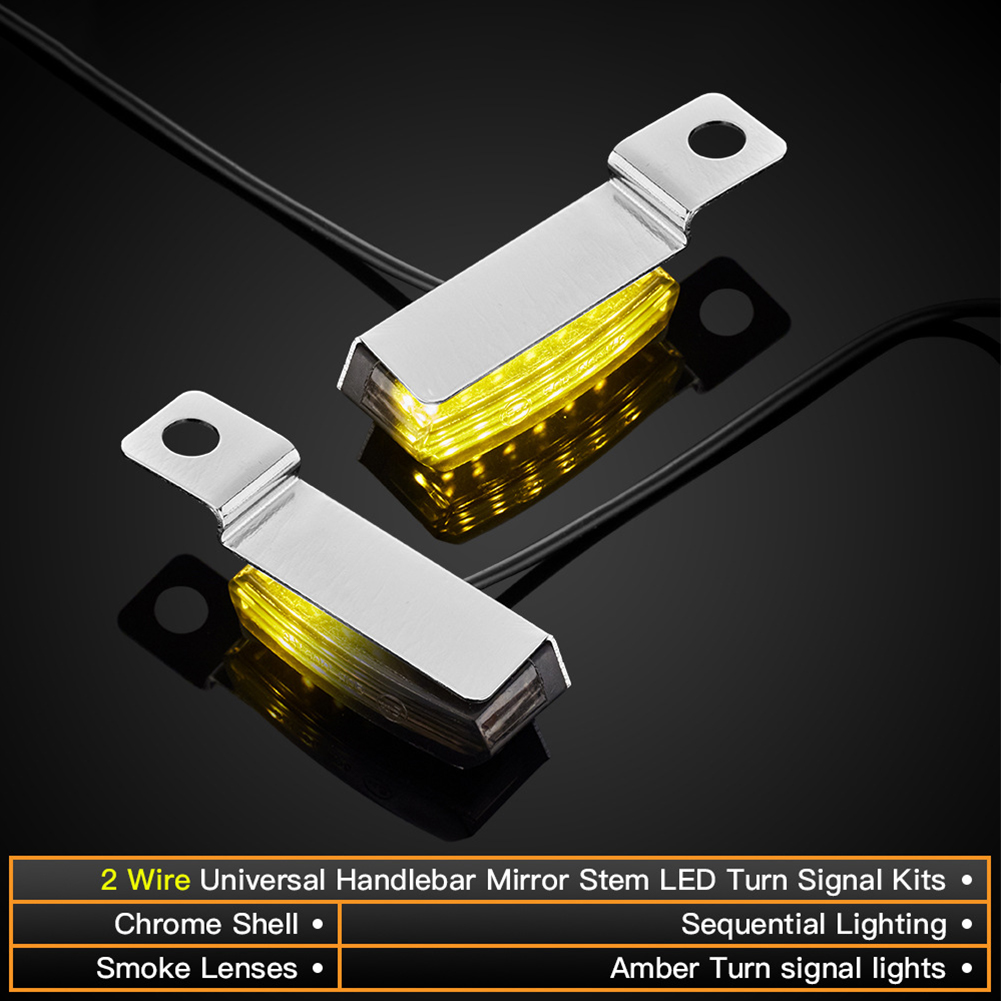 2 Wire Universal Handlebar Mirror Stem LED Turn Signal Kits •
Chrome Shell •
Sequential Lighting •
Smoke Lenses •
Amber Turn signal lights •